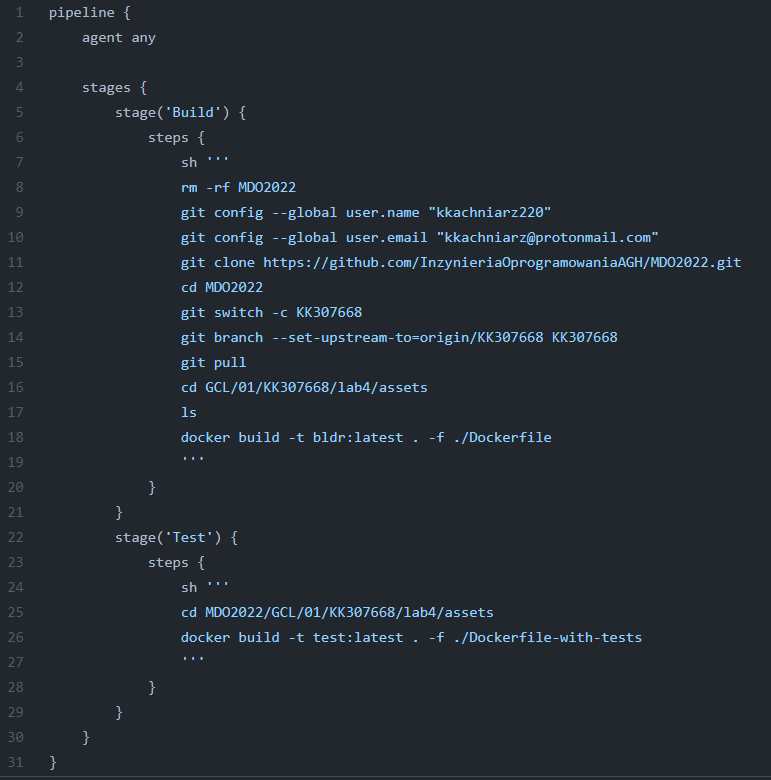 1 pipeline {
2     agent any
3
4     stages {
5         stage('Build') {
6             steps {
7                 sh '''
8                 rm -rf MDO2022
9                 git config --global user.name "kkachniarz220"
10                 git config --global user.email "kkachniarz@protonmail.com"
11                 git clone https://github.com/InzynieriaOprogramowaniaAGH/MDO2022.git
12                 cd MDO2022
13                 git switch -c KK307668
14                 git branch --set-upstream-to=origin/KK307668 KK307668
15                 git pull
16                 cd GCL/01/KK307668/lab4/assets
17                 ls
18                 docker build -t bldr:latest . -f ./Dockerfile
19                 '''
20             }
21         }
22         stage('Test') {
23             steps {
24                 sh '''
25                 cd MDO2022/GCL/01/KK307668/lab4/assets
26                 docker build -t test:latest . -f ./Dockerfile-with-tests
27                 '''
28             }
29         }
30     }
31 }